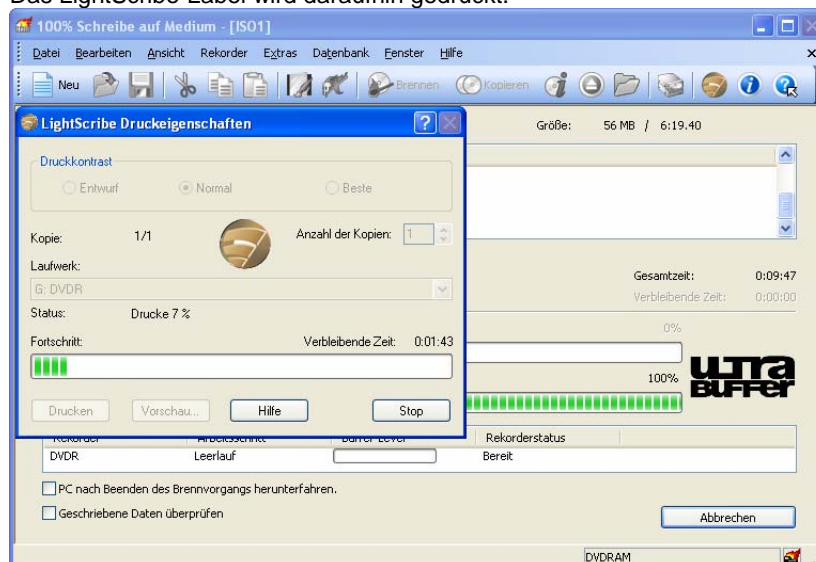 Das LightScribe-Label wird daraufhin gedruckt.
100% Schreibe auf Medium - [ISO1]
Datei Bearbeiten Ansicht Rekorder Extras Datenbank Fenster Hilfe
Neu Brennen Kopieren
LightScribe Druckeigenschaften
Größe: 56 MB / 6:19.40
Druckkontrast
Entwurf Normal Beste
Kopie: 1/1 Anzahl der Kopien: 1
Laufwerk:
G: DVDR
Gesamtzeit: 0:09:47
Verbleibende Zeit: 0:00:00
Status: Drucke 7 %
0%
Fortschritt: Verbleibende Zeit: 0:01:43
100%
ULTRA
BUFFER
Drucken Vorschau... Hilfe Stop
Rekorder Arbeitsschritt Buffer Level Rekorderstatus
DVDR Leerlauf Bereit
PC nach Beenden des Brennvorgangs herunterfahren.
Geschriebene Daten überprüfen
Abbrechen
DVDRAM